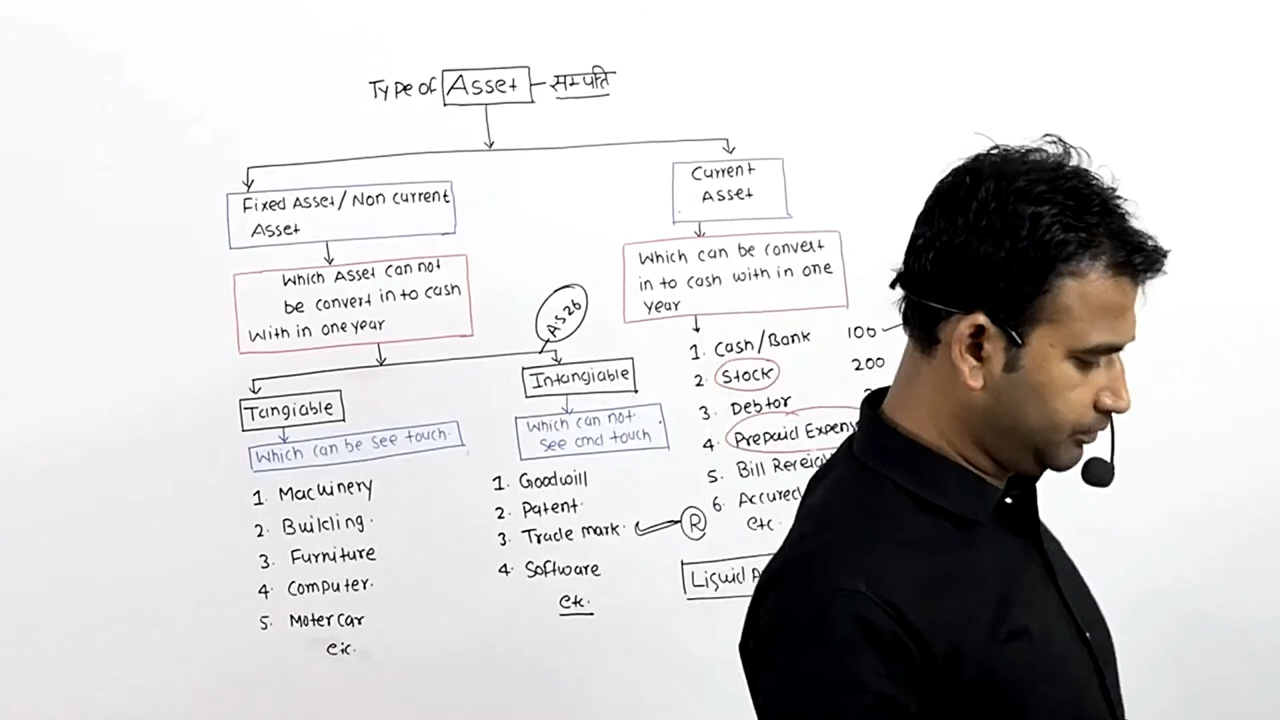 Type of Asset - सम्पति
Fixed Asset / Non current
Asset
Which Asset can not
be convert in to cash
With in one year
A.S 26
Tangiable
Which can be see touch.
1. Machinery
2. Building.
3. Furniture
4. Computer.
5. Moter car
etc.
Intangiable
Which can not.
see and touch
1. Goodwill
2. Patent.
3. Trade mark. R
4. Software
etc.
Current
Asset
Which can be convert
in to cash with in one
year
1. Cash/Bank 100
2. Stock 200
3. Debtor
4. Prepaid Expens
5. Bill
6. Accured
etc.
Liquid A